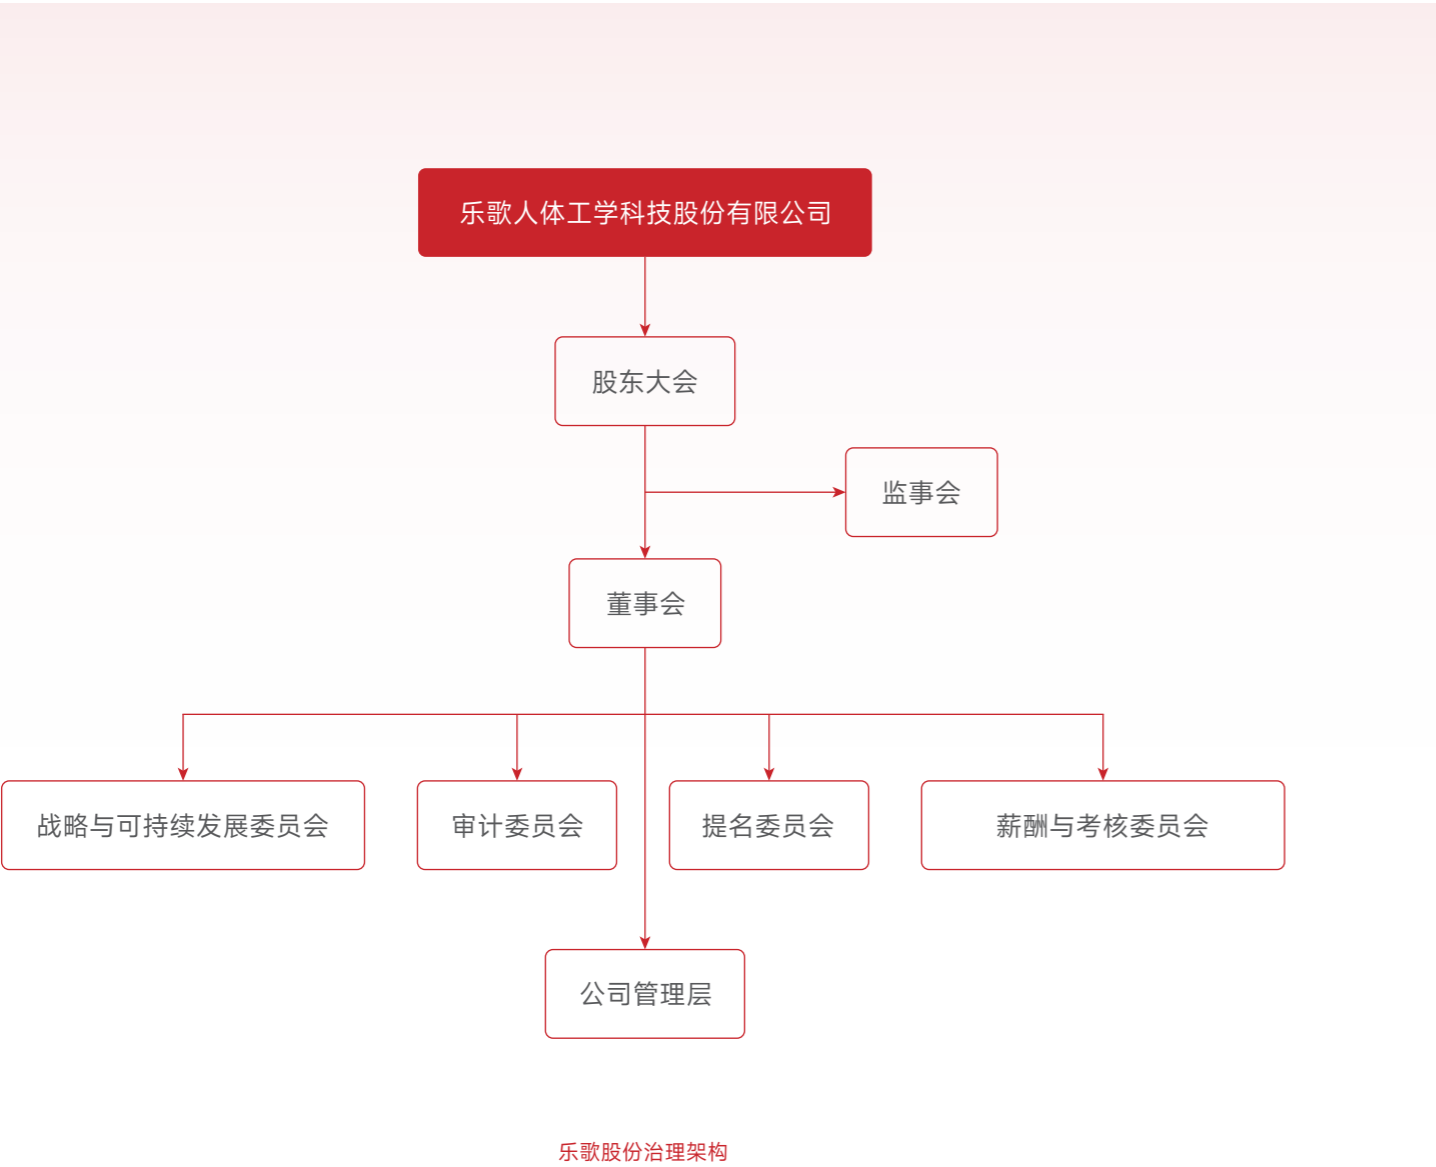 乐歌人体工学科技股份有限公司
股东大会
监事会
董事会
战略与可持续发展委员会
审计委员会
提名委员会
薪酬与考核委员会
公司管理层
乐歌股份治理架构